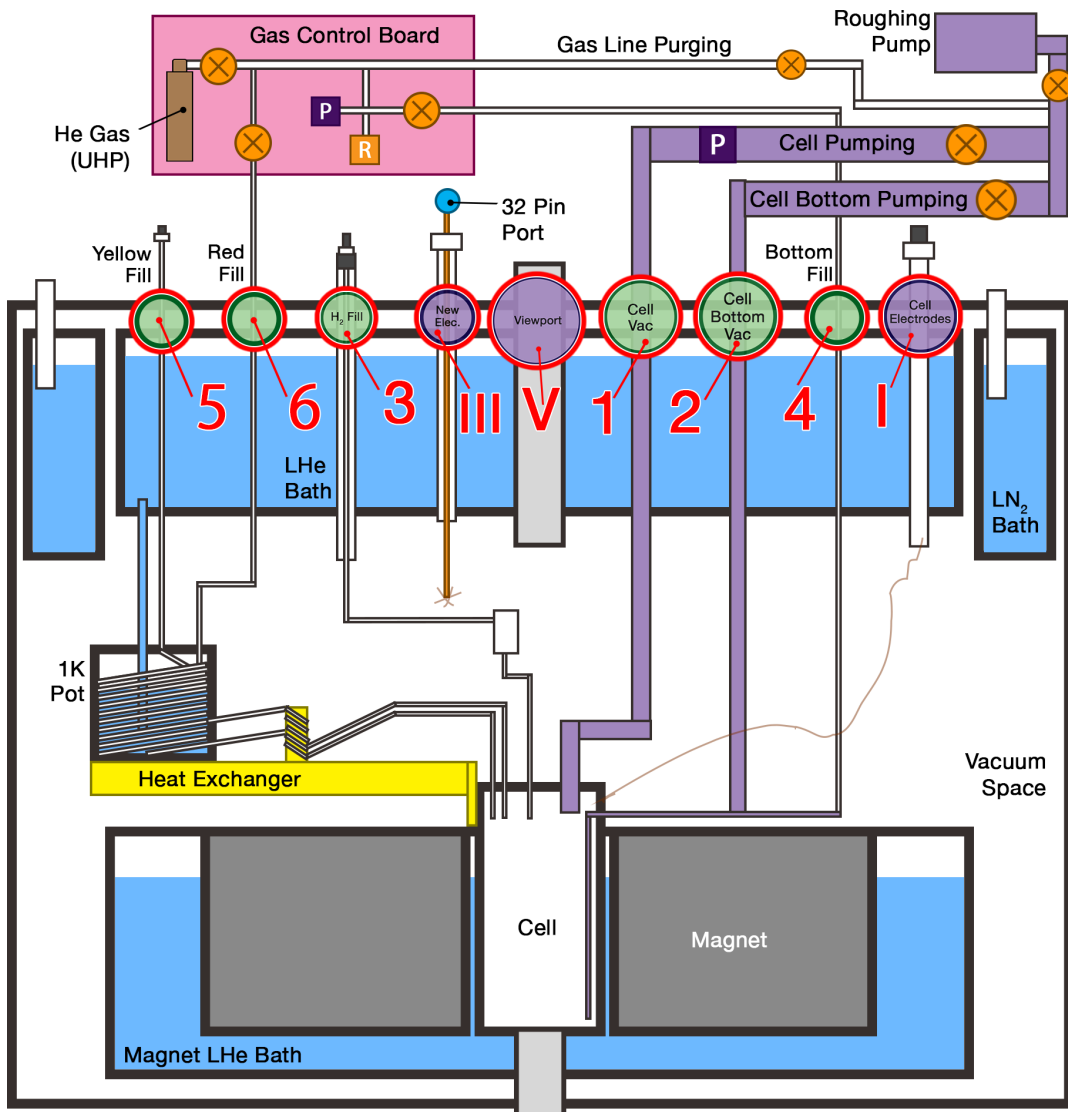 Gas Control Board
Gas Line Purging
Roughing
Pump
He Gas
(UHP)
P
R
P
Cell Pumping
Cell Bottom Pumping
32 Pin
Port
Yellow
Fill
Red
Fill
Bottom
Fill
H₂ Fill
New
Elec.
Viewport
Cell
Vac
Cell
Bottom
Vac
Cell
Electrodes
5
6
3
III
V
1
2
4
I
LHe
Bath
LN₂
Bath
1K
Pot
Heat Exchanger
Vacuum
Space
Cell
Magnet
Magnet LHe Bath